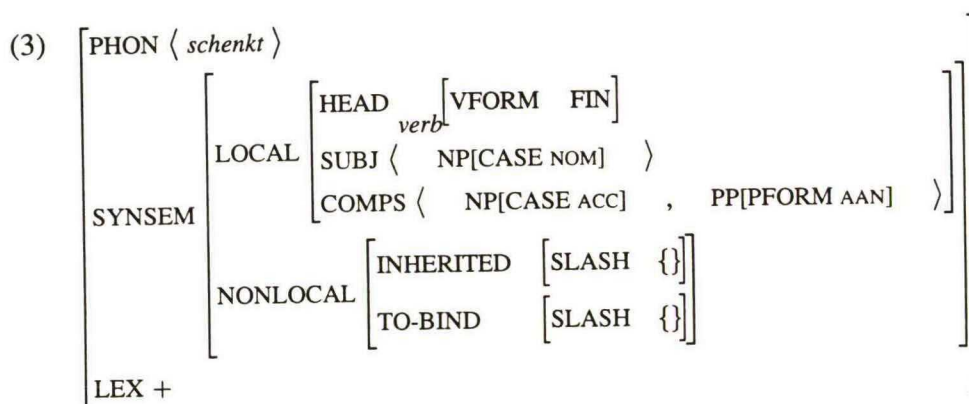 (3) [PHON ⟨ schenkt ⟩
HEAD verb[VFORM FIN]
LOCAL SUBJ ⟨ NP[CASE NOM] ⟩
COMPS ⟨ NP[CASE ACC] , PP[PFORM AAN] ⟩
SYNSEM
INHERITED [SLASH {}]
NONLOCAL
TO-BIND [SLASH {}]
LEX +